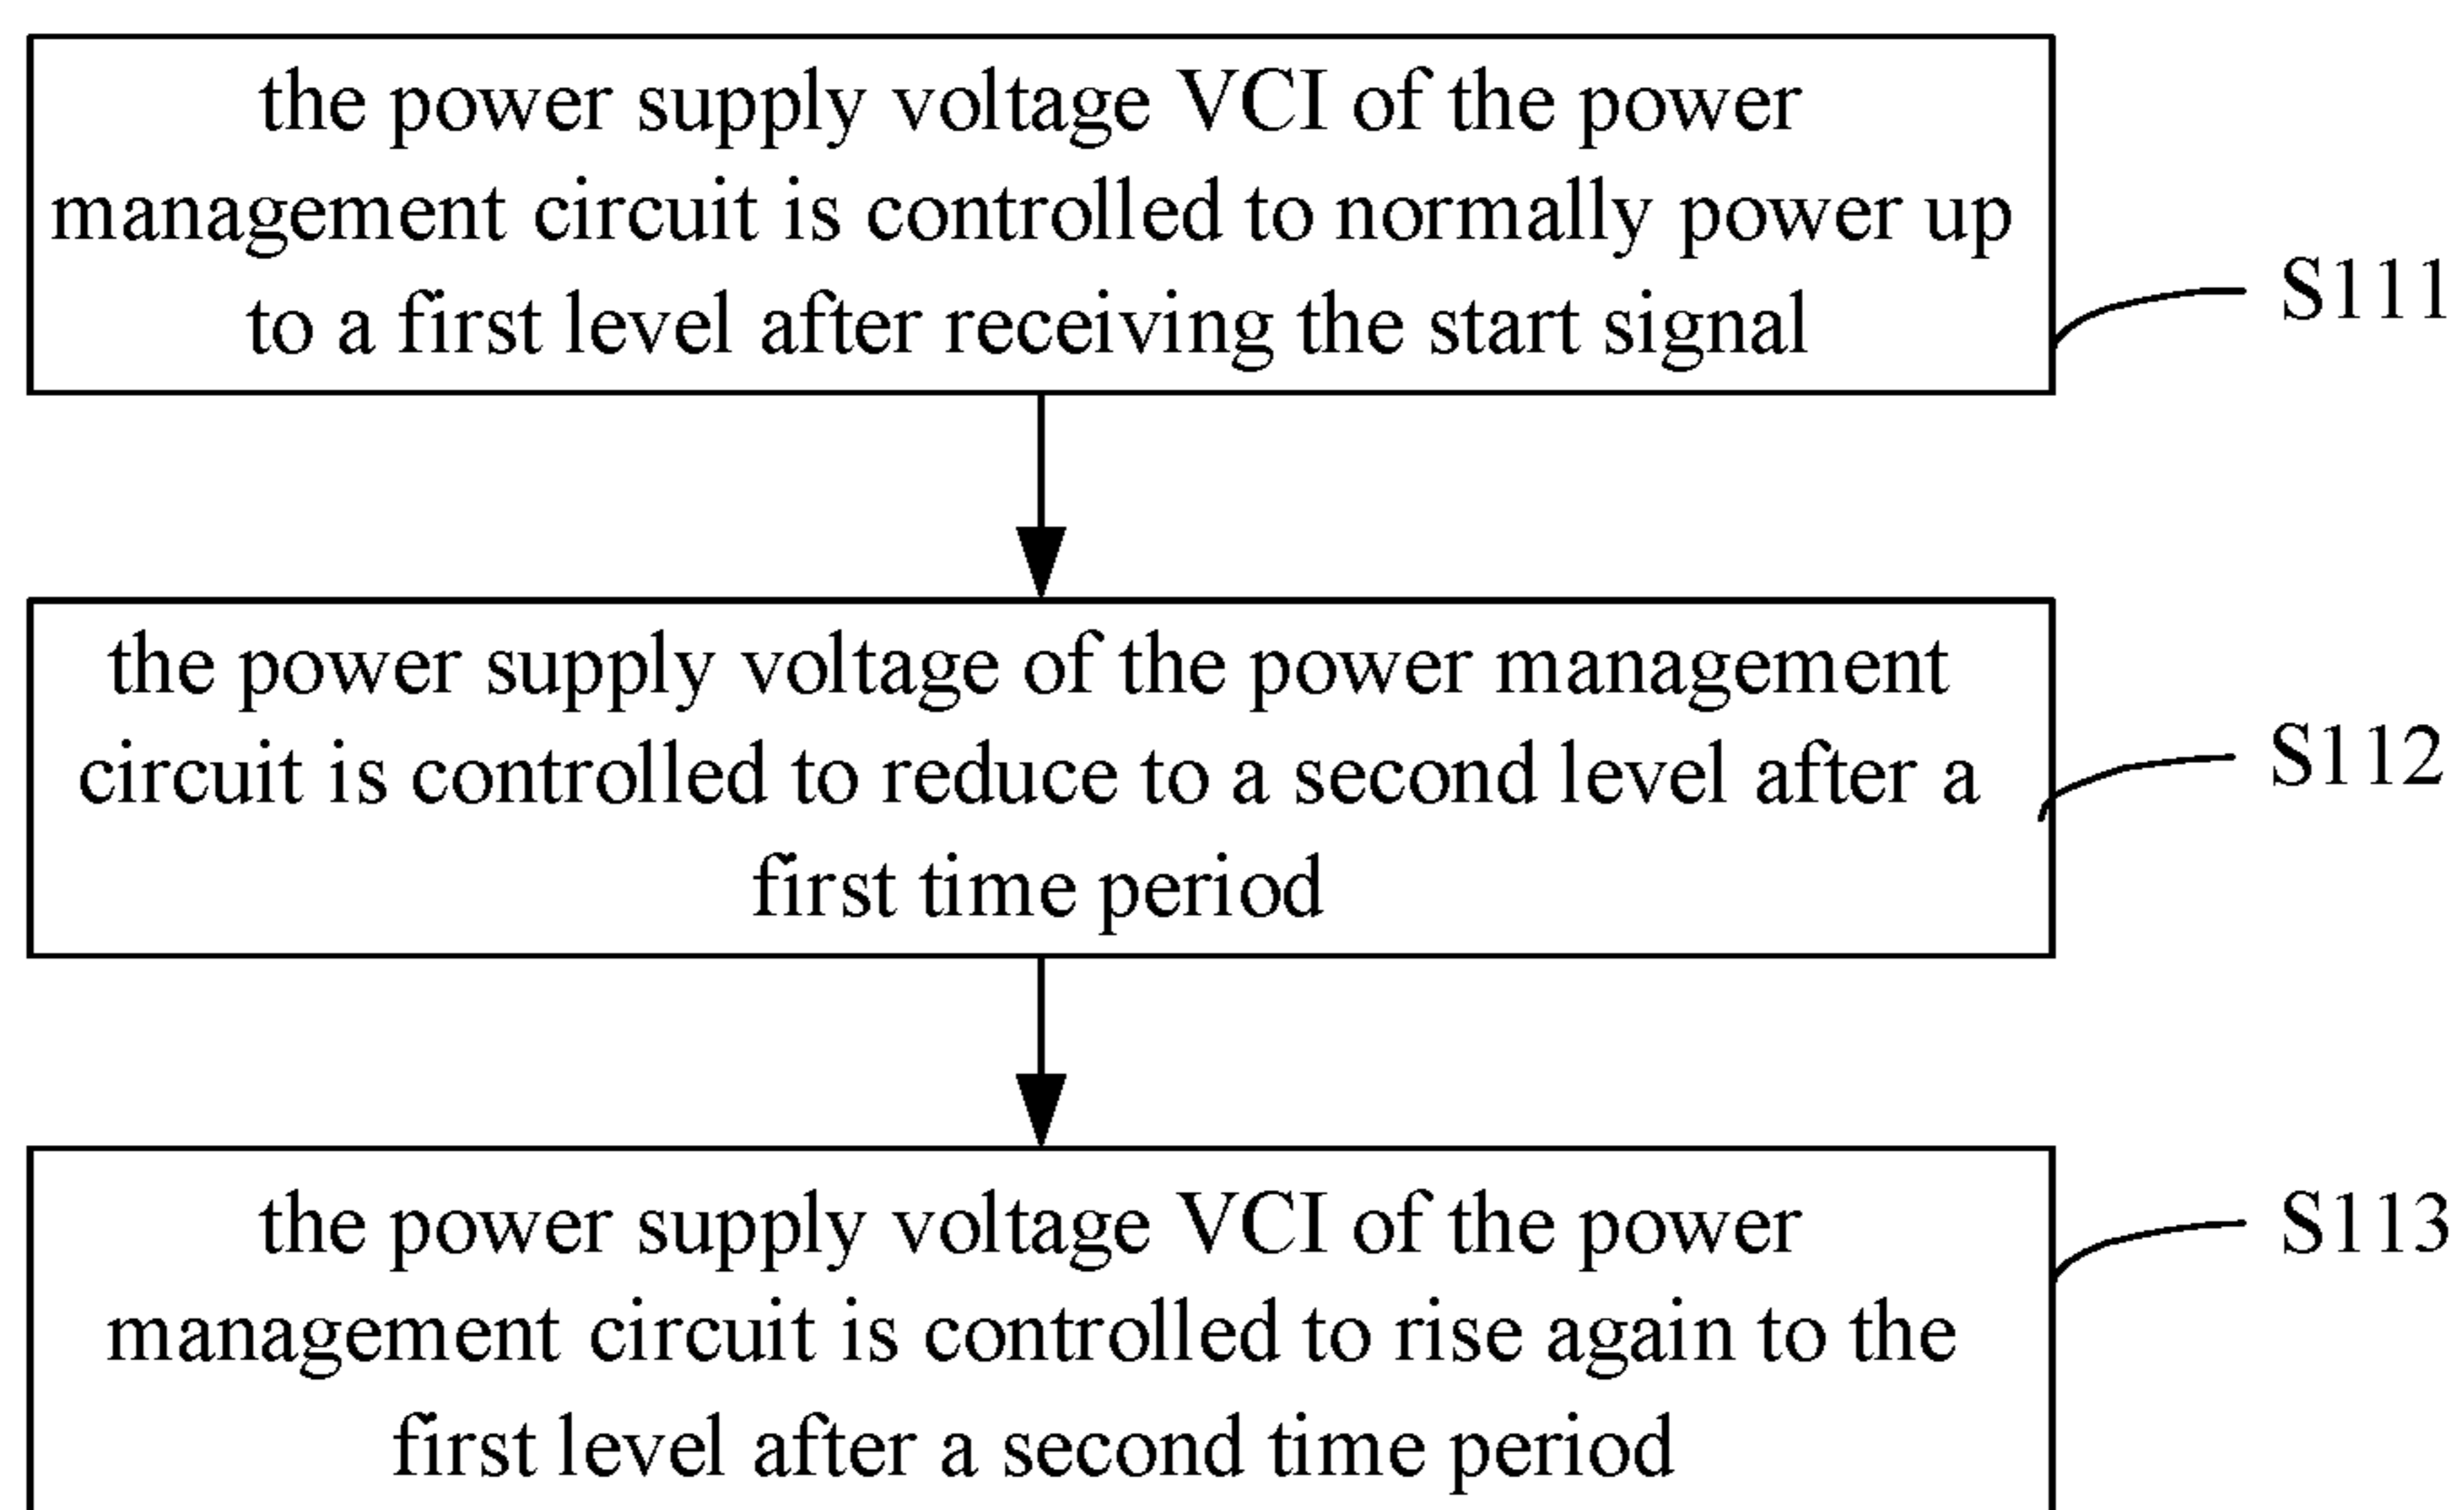 the power supply voltage VCI of the power
management circuit is controlled to normally power up
to a first level after receiving the start signal
S111
the power supply voltage of the power management
circuit is controlled to reduce to a second level after a
first time period
S112
the power supply voltage VCI of the power
management circuit is controlled to rise again to the
first level after a second time period
S113